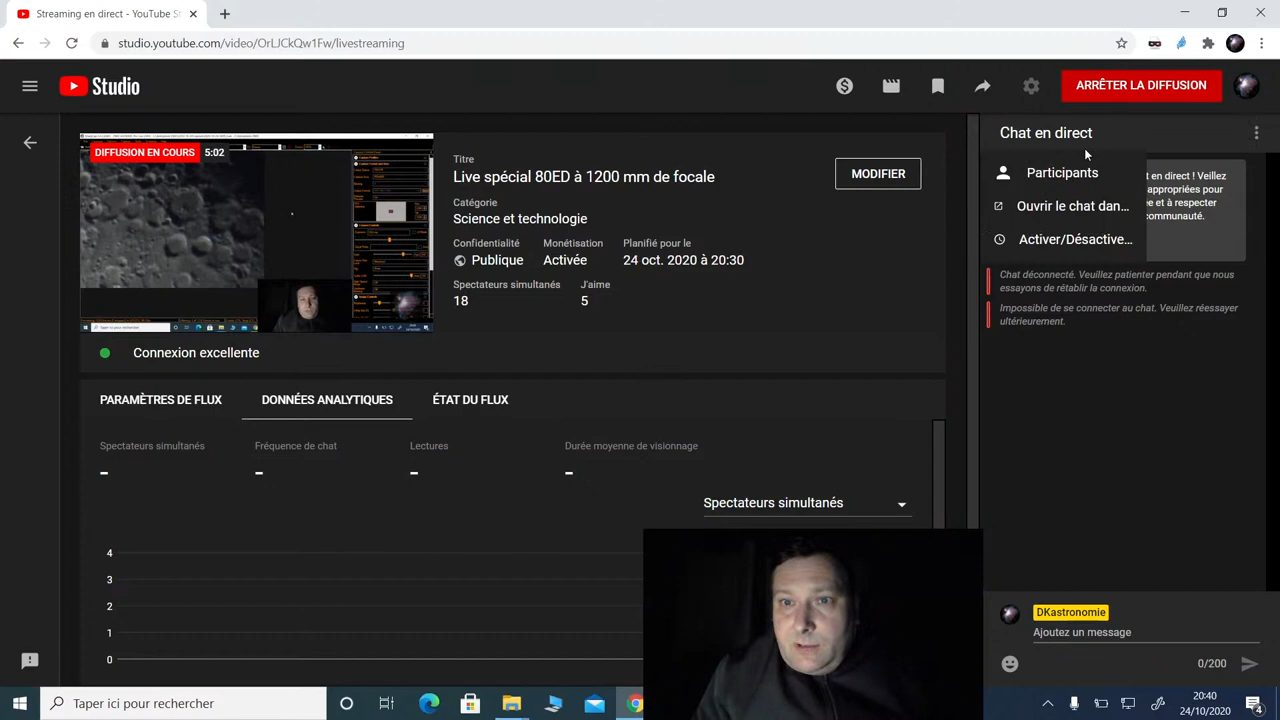 Streaming en direct - YouTube St
studio.youtube.com/video/OrLJCkQw1Fw/livestreaming
Studio
ARRÊTER LA DIFFUSION
DIFFUSION EN COURS 5:02
Titre
Live spécial 80ED à 1200 mm de focale
MODIFIER
Catégorie
Science et technologie
Confidentialité
Publique
Activée
Planifié pour le
24 oct. 2020 à 20:30
18
J'aime
5
Connexion excellente
PARAMÈTRES DE FLUX
DONNÉES ANALYTIQUES
ÉTAT DU FLUX
Spectateurs simultanés
Fréquence de chat
Lectures
Durée moyenne de visionnage
Spectateurs simultanés
4
3
2
1
0
Chat en direct
Participants
t en direct ! Veillez
Ouvrir le chat dan...
appropriées pour
e et à respecter
communauté.
Activer/Désactive...
Chat déconnecté. Veuillez patienter pendant que nous
essayons de rétablir la connexion.
Impossible de se connecter au chat. Veuillez réessayer
ultérieurement.
DKastronomie
Ajoutez un message
0/200
Taper ici pour rechercher
20:40
24/10/2020
4